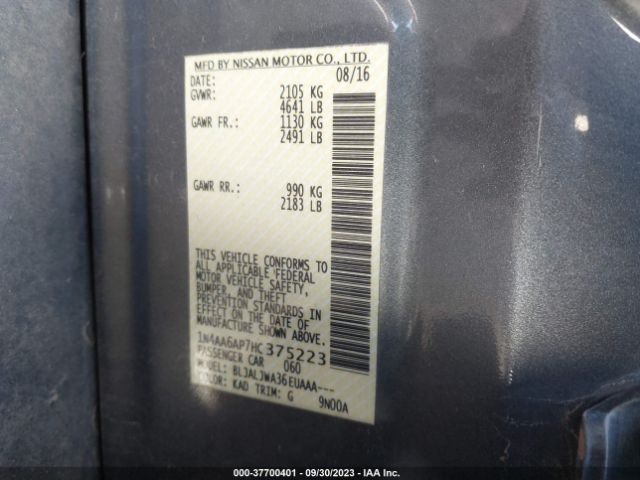 MFD BY NISSAN MOTOR CO., LTD.
DATE: 08/16
GVWR: 2105 KG
4641 LB
GAWR FR.: 1130 KG
2491 LB
GAWR RR.: 990 KG
2183 LB
THIS VEHICLE CONFORMS TO
ALL APPLICABLE FEDERAL
MOTOR VEHICLE SAFETY,
BUMPER, AND THEFT
PREVENTION STANDARDS IN
EFFECT ON THE DATE OF
MANUFACTURE SHOWN ABOVE.
1N4AA6AP7HC375223
PASSENGER CAR 060
MODEL: BLJALJWA36EUAAA---
COLOR: KAD TRIM: G 9N00A
000-37700401 - 09/30/2023 - IAA Inc.